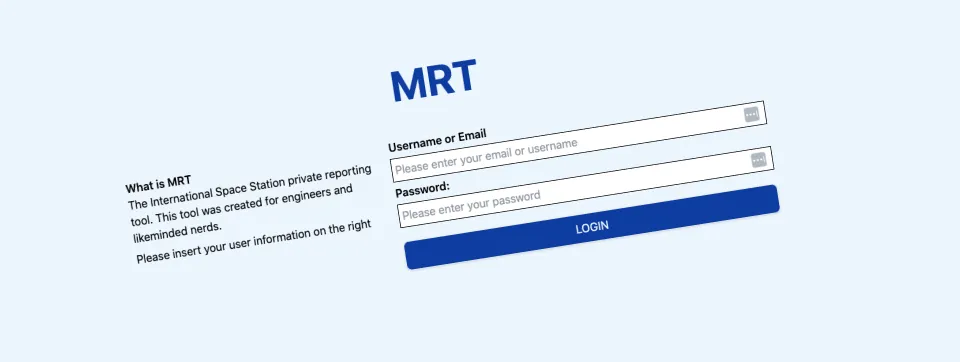 MRT
What is MRT
The International Space Station private reporting
tool. This tool was created for engineers and
likeminded nerds.
Please insert your user information on the right
Username or Email
Please enter your email or username
Password:
Please enter your password
LOGIN